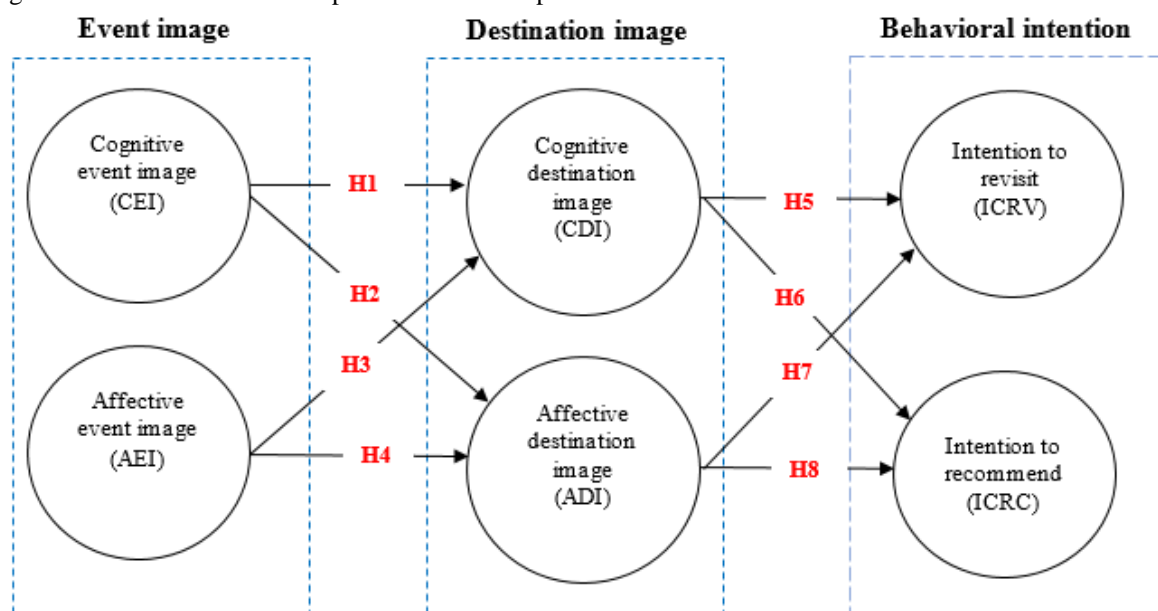 Event image
Destination image
Behavioral intention
Cognitive
event image
(CEI)
Cognitive
destination
image
(CDI)
Intention to
revisit
(ICRV)
H1
H5
H2
H6
H3
H7
Affective
event image
(AEI)
Affective
destination
image
(ADI)
Intention to
recommend
(ICRC)
H4
H8